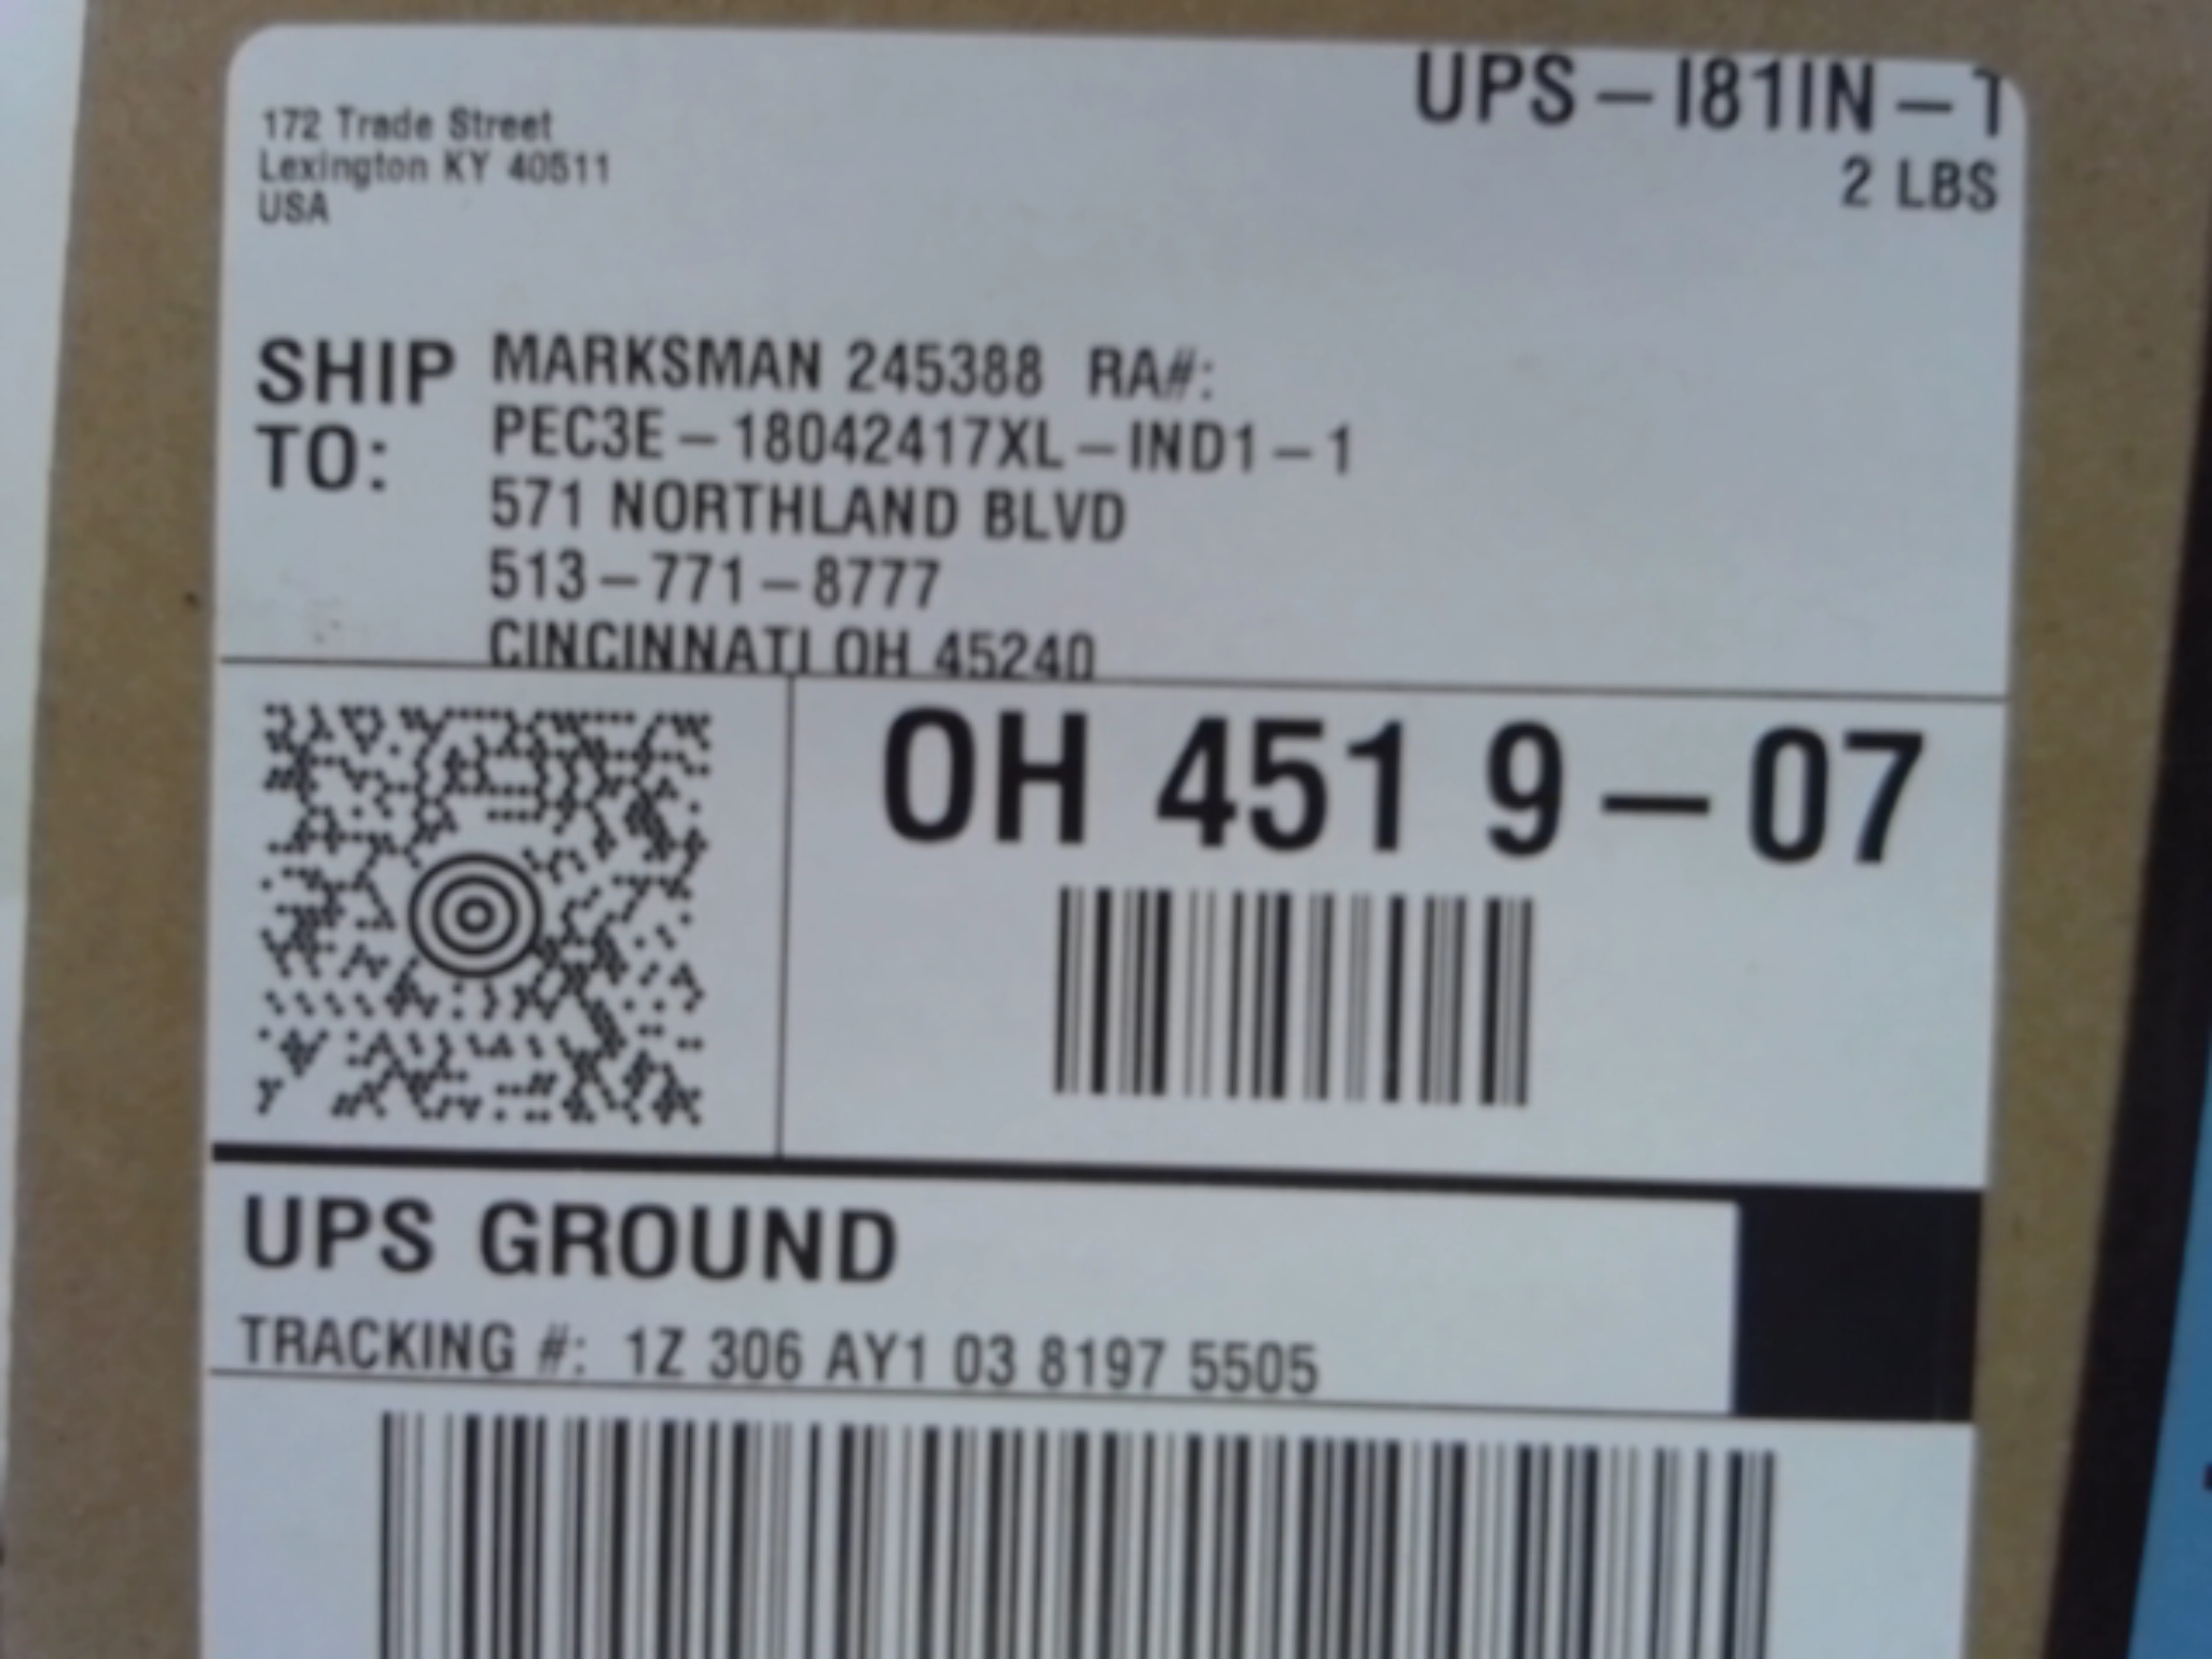 172 Trade Street
Lexington KY 40511
USA
UPS-I81IN-1
2 LBS
SHIP TO:
MARKSMAN 245388 RA#:
PEC3E-18042417XL-IND1-1
571 NORTHLAND BLVD
513-771-8777
CINCINNATI OH 45240
OH 451 9-07
UPS GROUND
TRACKING #: 1Z 306 AY1 03 8197 5505